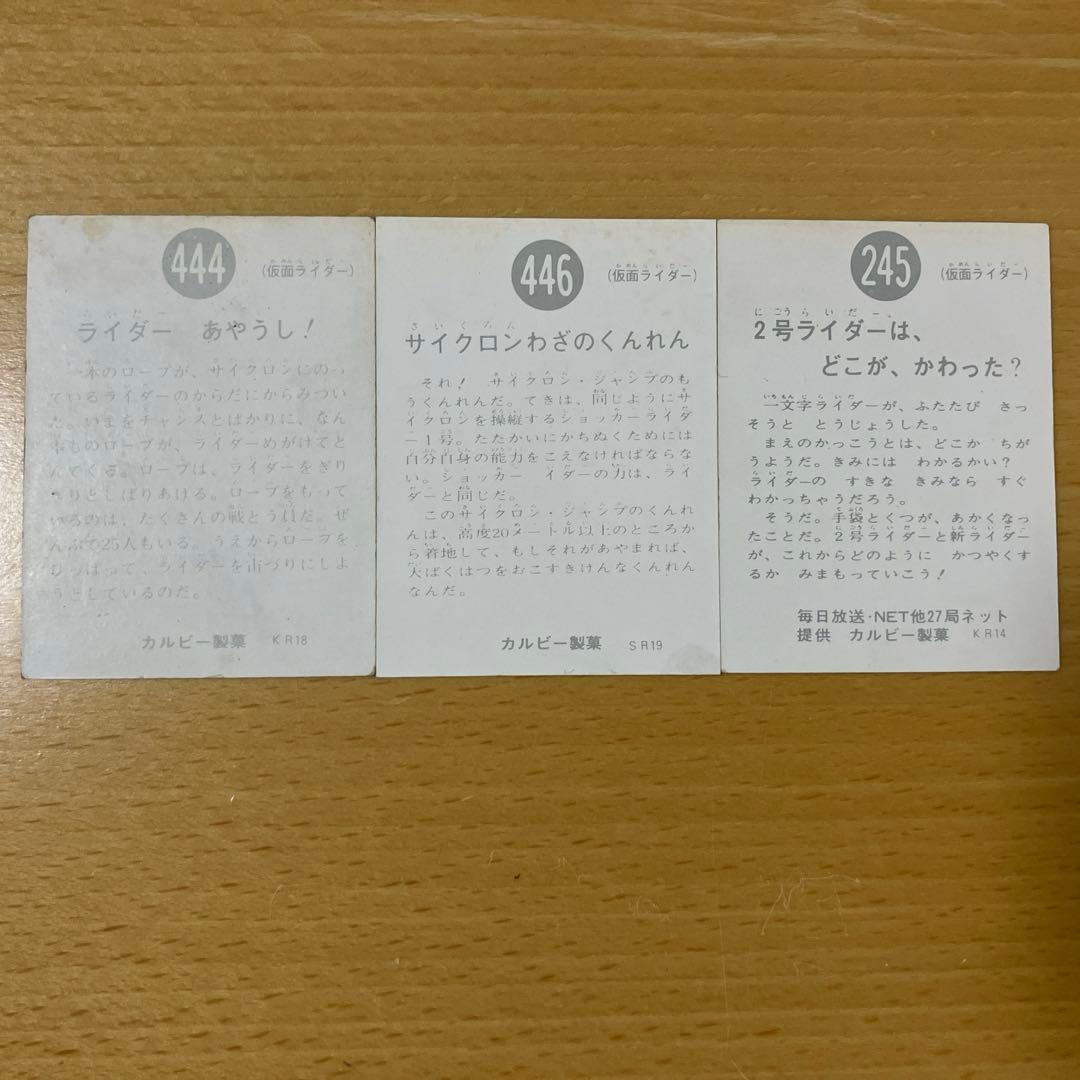 444
(仮面ライダー)
ライダー あやうし!
一本のロープが、サイクロンにのっ
ているライダーのからだにからみつい
た。いまをチャンスとばかりに、なん
本ものロープが、ライダーめがけてと
んでくる。ロープは、ライダーをぎり
ぎりとしばりあげる。ロープをもって
いるのは、たくさんの戦とう員だ。ぜ
んぶで25人もいる。うえからロープを
ひっぱって、ライダーを宙づりにしよ
うとしているのだ。
カルビー製菓 KR18
446
(仮面ライダー)
さいくろん
サイクロンわざのくんれん
それ! サイクロン・ジャンプのも
うくんれんだ。てきは、同じようにサ
イクロンを操縦するショッカーライダ
ー1号。たたかいにかちぬくためには
自分自身の能力をこえなければならな
い。ショッカー イダーの力は、ライ
ダーと同じだ。
このサイクロン・ジャンプのくんれ
んは、高度20メートル以上のところか
ら着地して、もしそれがあやまれば、
大ばくはつをおこすきけんなくんれん
なんだ。
カルビー製菓 SR19
245
(仮面ライダー)
にごうらいだー
2号ライダーは、
どこが、かわった?
一文字ライダーが、ふたたび さっ
そうと とうじょうした。
まえのかっこうとは、どこか ちが
うようだ。きみには わかるかい?
ライダーの すきな きみなら すぐ
わかっちゃうだろう。
そうだ。手袋とくつが、あかくなっ
たことだ。2号ライダーと新ライダー
が、これからどのように かつやくす
るか みまもっていこう!
毎日放送・NET他27局ネット
提供 カルビー製菓 KR14